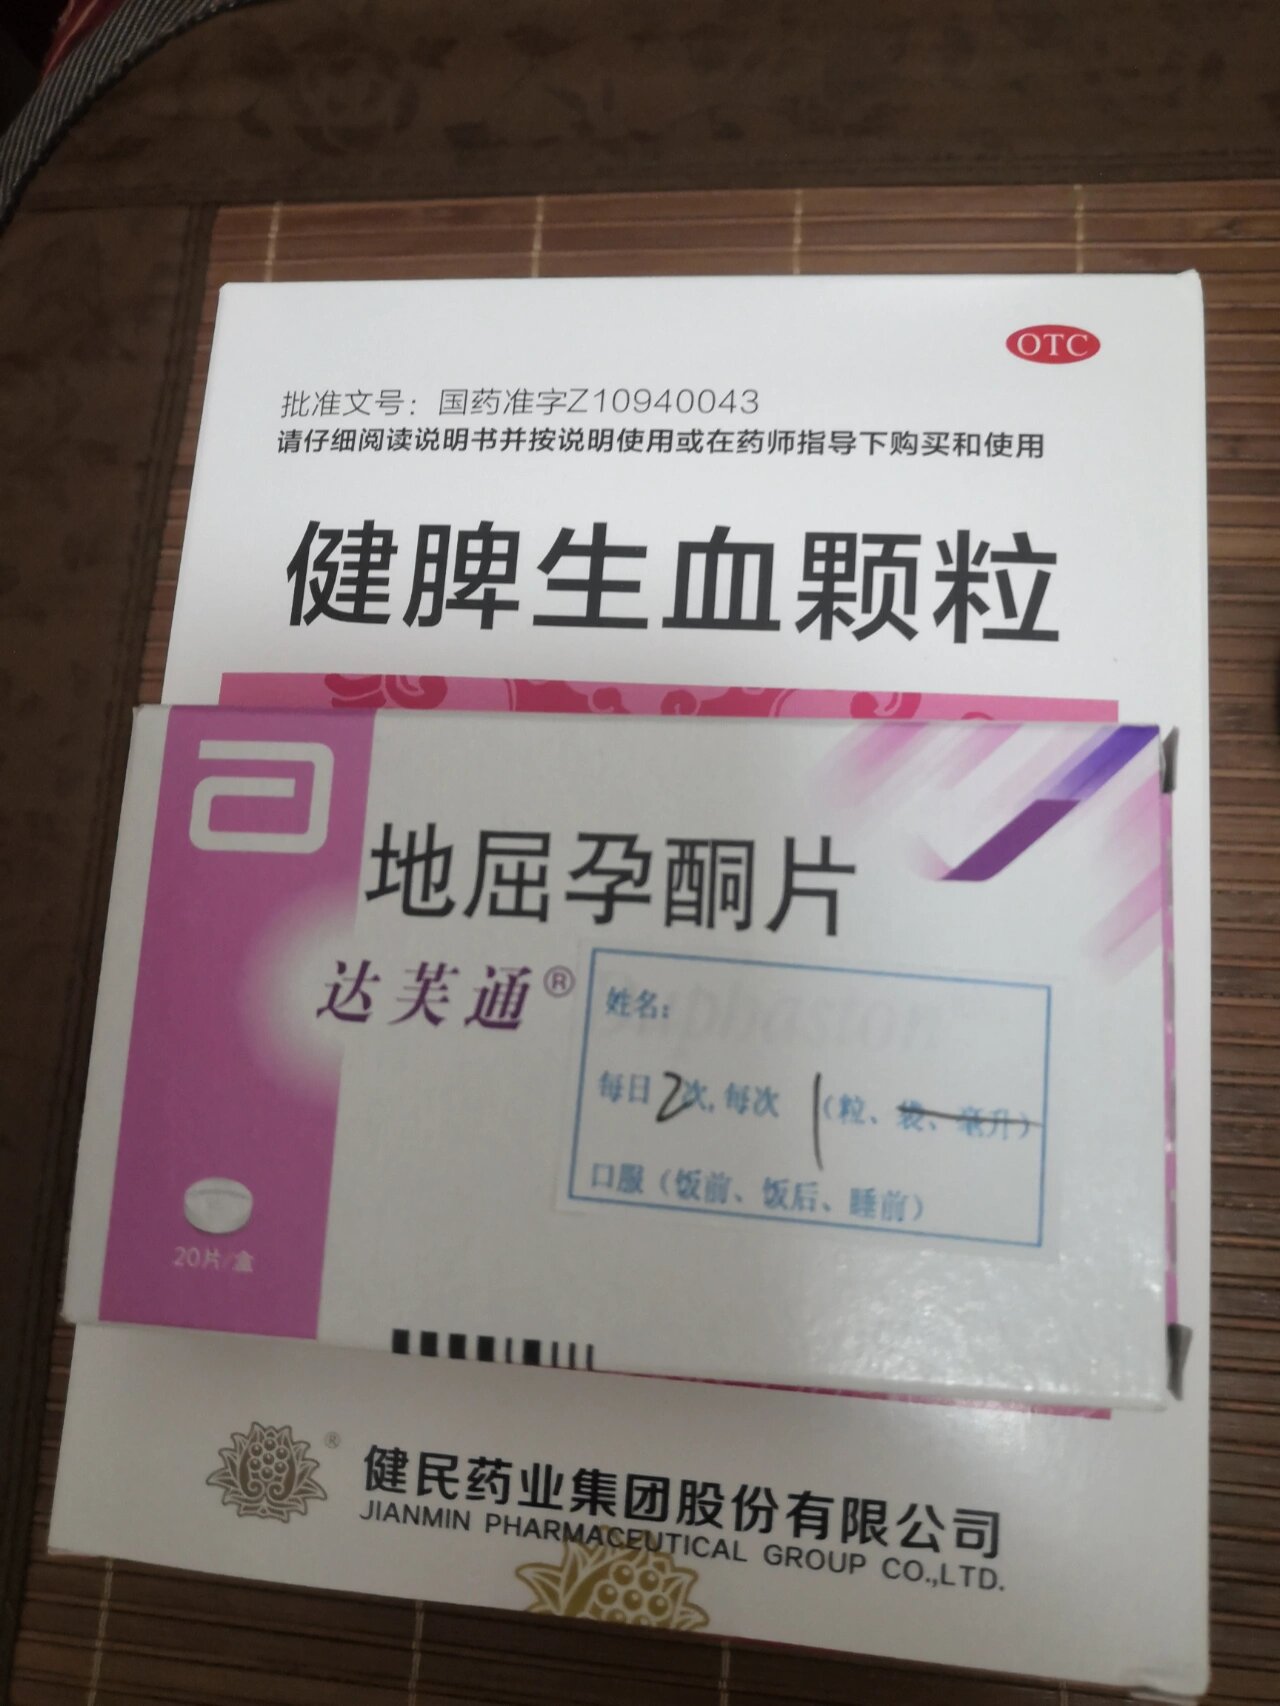 OTC
批准文号：国药准字Z10940043
请仔细阅读说明书并按说明使用或在药师指导下购买和使用
健脾生血颗粒
地屈孕酮片
达芙通®
姓名：
每日2次,每次 1(粒、袋、毫升)
口服（饭前、饭后、睡前）
20片/盒
® 健民药业集团股份有限公司
JIANMIN PHARMACEUTICAL GROUP CO.,LTD.